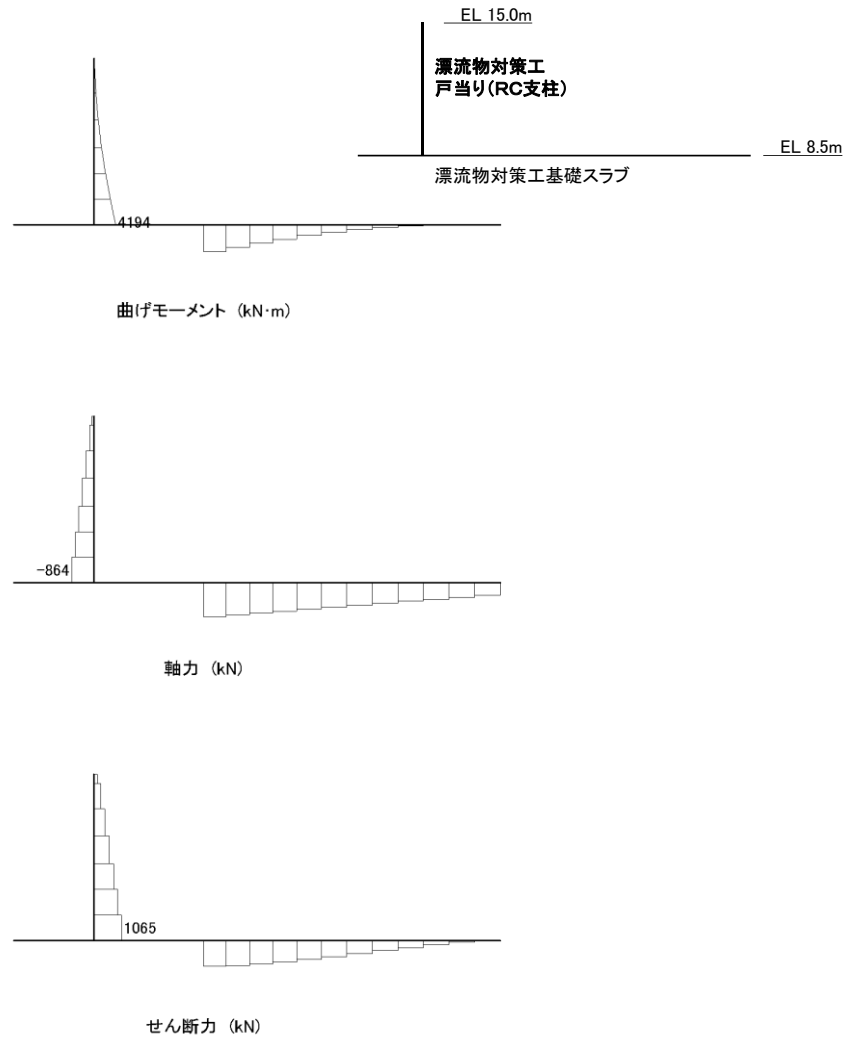 EL 15.0m
漂流物対策工
戸当り(RC支柱)
EL 8.5m
漂流物対策工基礎スラブ
4194
曲げモーメント (kN·m)
-864
軸力 (kN)
1065
せん断力 (kN)